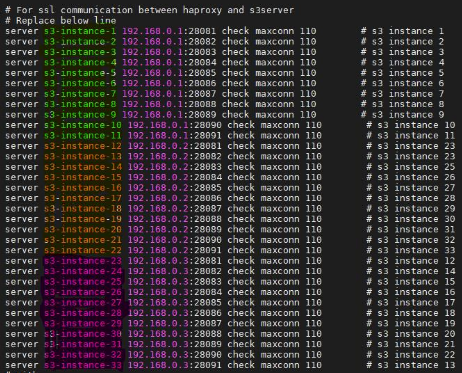 # For ssl communication between haproxy and s3server
# Replace below line
server s3-instance-1 192.168.0.1:28081 check maxconn 110 # s3 instance 1
server s3-instance-2 192.168.0.1:28082 check maxconn 110 # s3 instance 2
server s3-instance-3 192.168.0.1:28083 check maxconn 110 # s3 instance 3
server s3-instance-4 192.168.0.1:28084 check maxconn 110 # s3 instance 4
server s3-instance-5 192.168.0.1:28085 check maxconn 110 # s3 instance 5
server s3-instance-6 192.168.0.1:28086 check maxconn 110 # s3 instance 6
server s3-instance-7 192.168.0.1:28087 check maxconn 110 # s3 instance 7
server s3-instance-8 192.168.0.1:28088 check maxconn 110 # s3 instance 8
server s3-instance-9 192.168.0.1:28089 check maxconn 110 # s3 instance 9
server s3-instance-10 192.168.0.1:28090 check maxconn 110 # s3 instance 10
server s3-instance-11 192.168.0.1:28091 check maxconn 110 # s3 instance 11
server s3-instance-12 192.168.0.2:28081 check maxconn 110 # s3 instance 23
server s3-instance-13 192.168.0.2:28082 check maxconn 110 # s3 instance 23
server s3-instance-14 192.168.0.2:28083 check maxconn 110 # s3 instance 25
server s3-instance-15 192.168.0.2:28084 check maxconn 110 # s3 instance 26
server s3-instance-16 192.168.0.2:28085 check maxconn 110 # s3 instance 27
server s3-instance-17 192.168.0.2:28086 check maxconn 110 # s3 instance 28
server s3-instance-18 192.168.0.2:28087 check maxconn 110 # s3 instance 29
server s3-instance-19 192.168.0.2:28088 check maxconn 110 # s3 instance 30
server s3-instance-20 192.168.0.2:28089 check maxconn 110 # s3 instance 31
server s3-instance-21 192.168.0.2:28090 check maxconn 110 # s3 instance 32
server s3-instance-22 192.168.0.2:28091 check maxconn 110 # s3 instance 33
server s3-instance-23 192.168.0.3:28081 check maxconn 110 # s3 instance 12
server s3-instance-24 192.168.0.3:28082 check maxconn 110 # s3 instance 14
server s3-instance-25 192.168.0.3:28083 check maxconn 110 # s3 instance 15
server s3-instance-26 192.168.0.3:28084 check maxconn 110 # s3 instance 16
server s3-instance-27 192.168.0.3:28085 check maxconn 110 # s3 instance 17
server s3-instance-28 192.168.0.3:28086 check maxconn 110 # s3 instance 18
server s3-instance-29 192.168.0.3:28087 check maxconn 110 # s3 instance 19
server s3-instance-30 192.168.0.3:28088 check maxconn 110 # s3 instance 20
server s3-instance-31 192.168.0.3:28089 check maxconn 110 # s3 instance 21
server s3-instance-32 192.168.0.3:28090 check maxconn 110 # s3 instance 22
server s3-instance-33 192.168.0.3:28091 check maxconn 110 # s3 instance 13